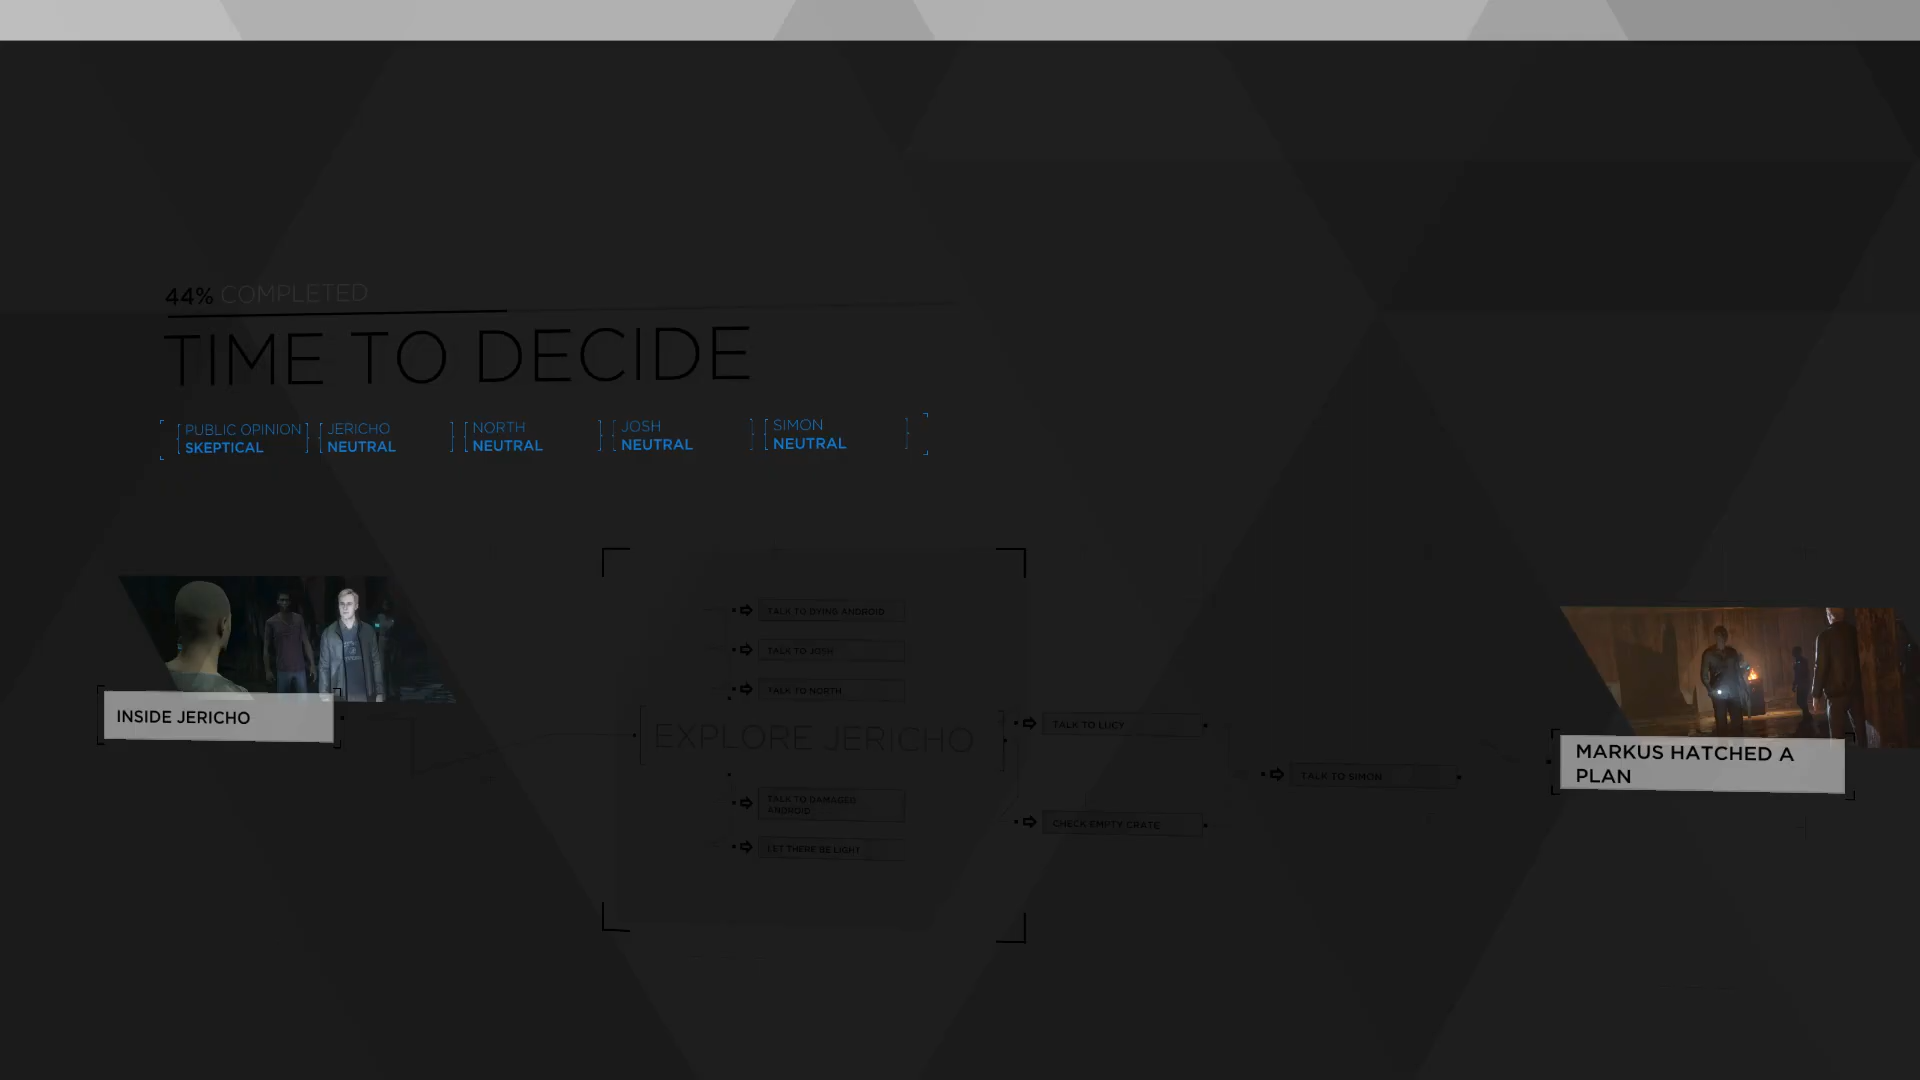 44% COMPLETED
TIME TO DECIDE
PUBLIC OPINION
SKEPTICAL
JERICHO
NEUTRAL
NORTH
NEUTRAL
JOSH
NEUTRAL
SIMON
NEUTRAL
INSIDE JERICHO
TALK TO DYING ANDROID
TALK TO JOSH
TALK TO NORTH
EXPLORE JERICHO
TALK TO DAMAGED
ANDROID
LET THERE BE LIGHT
TALK TO LUCY
CHECK EMPTY CRATE
TALK TO SIMON
MARKUS HATCHED A
PLAN